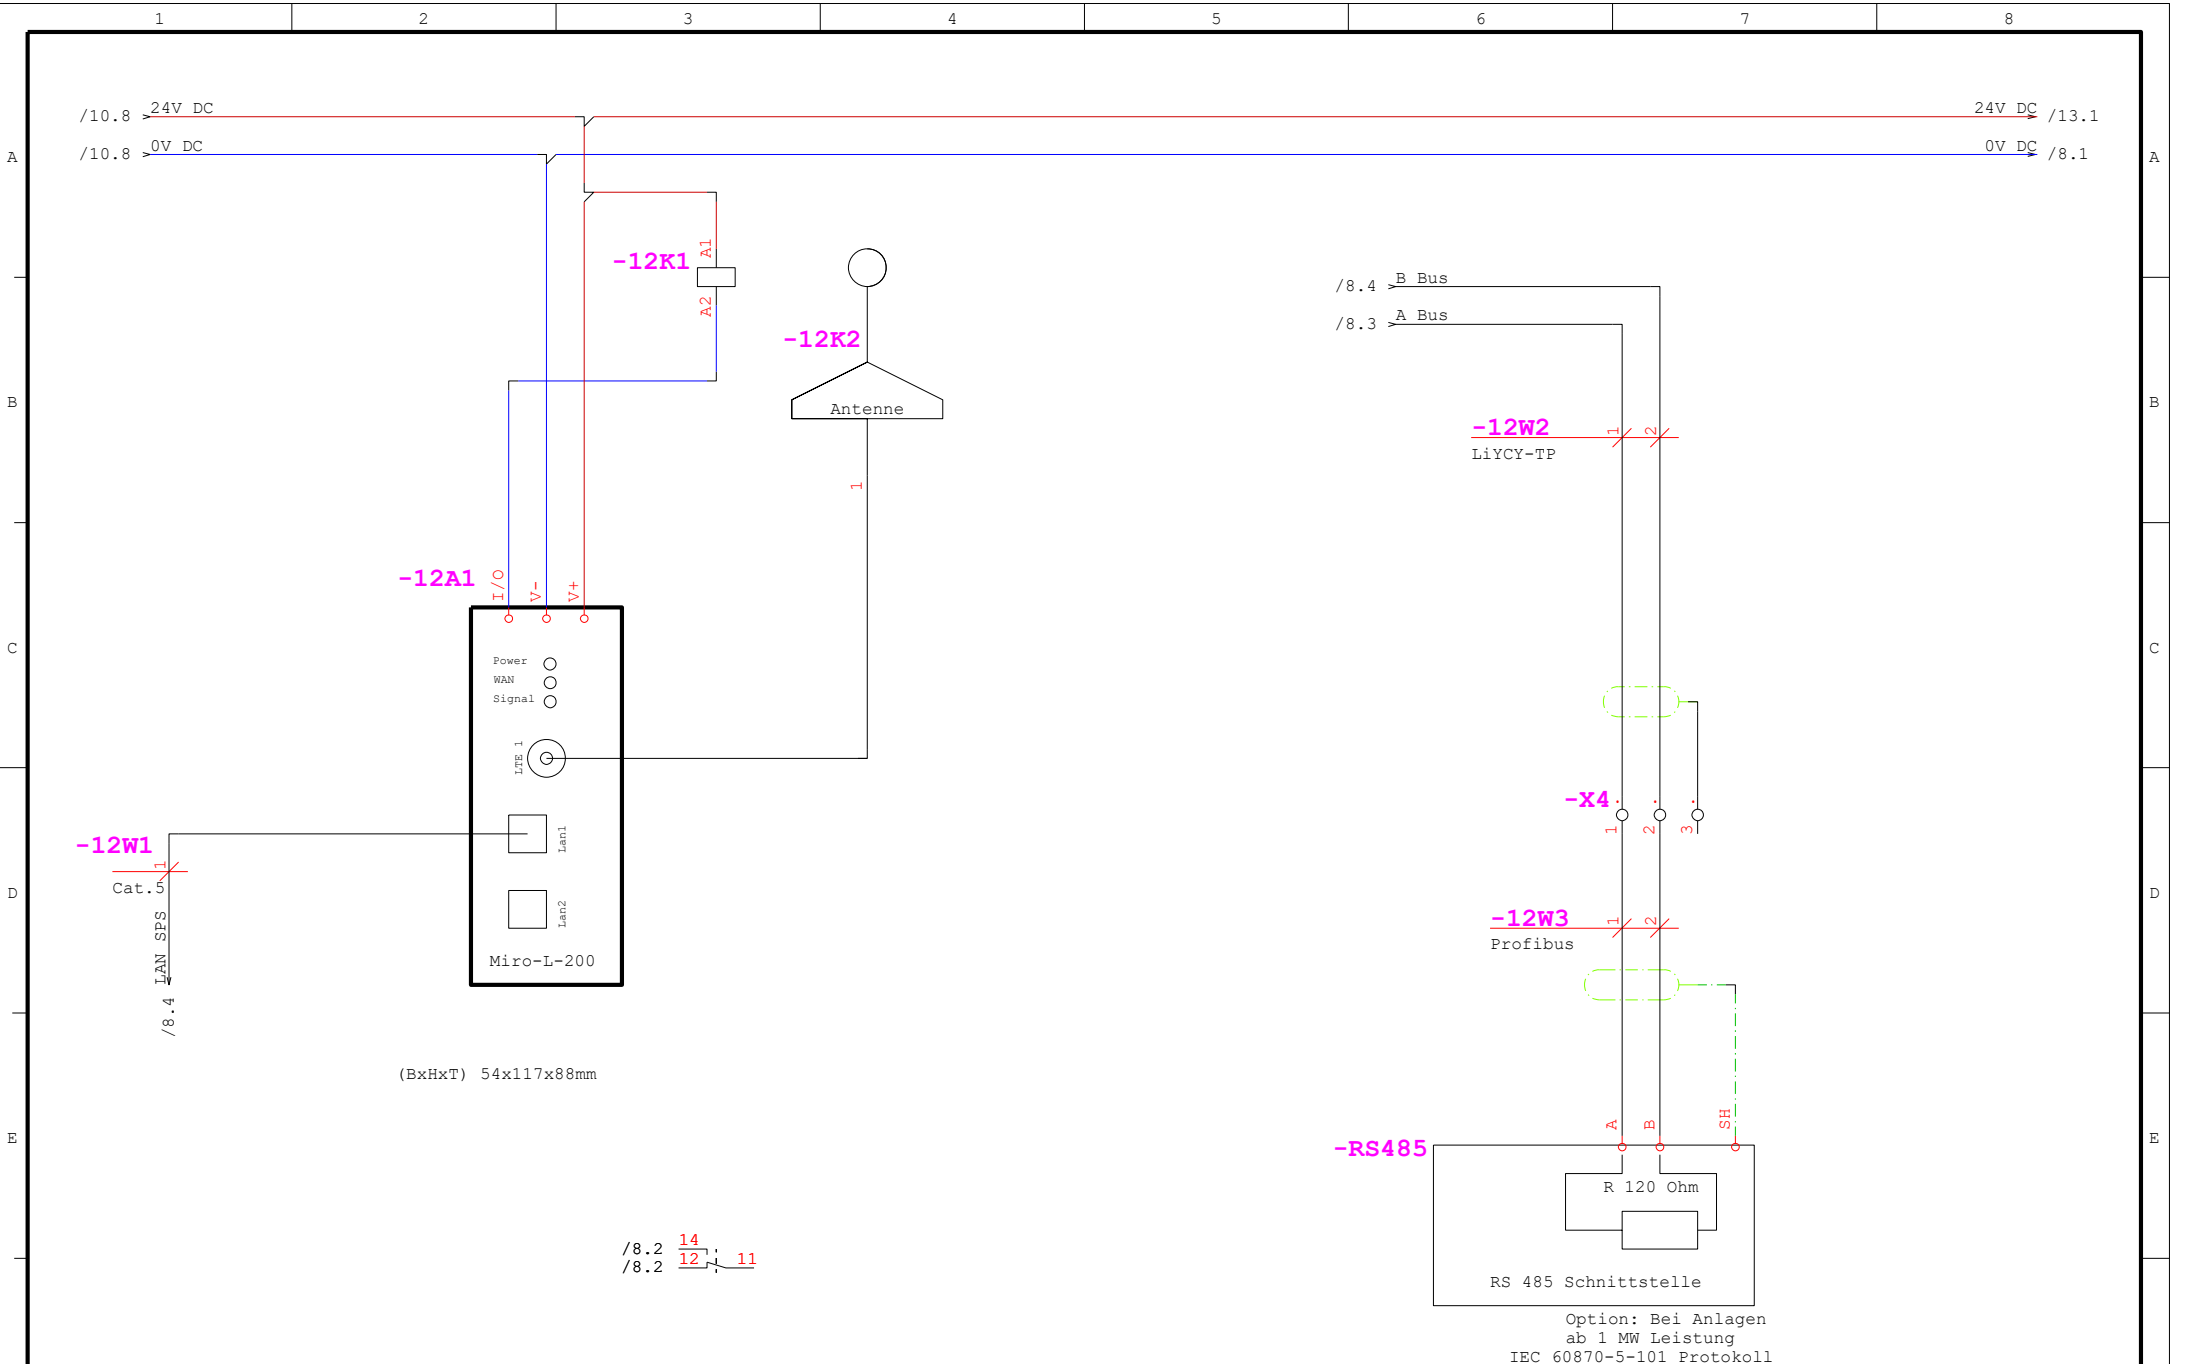 1 2 3 4 5 6 7 8
24V DC 24V DC
/10.8 /13.1
0V DC 0V DC
/10.8 /8.1
A A
A1
-12K1
A2
B Bus
/8.4
A Bus
/8.3
-12K2
Antenne
B B
-12W2 1 2
LiYCY-TP
1
-12A1 I/O V- V+
C C
Power
WAN
Signal
LTE 1
-X4 . . .
1 2 3
Lan1
-12W1
1
Cat.5
D D
Lan2
LAN SPS
/8.4
-12W3 1 2
Profibus
Miro-L-200
(BxHxT) 54x117x88mm
A B SH
E E
-RS485
R 120 Ohm
/8.2 14
/8.2 12 11
RS 485 Schnittstelle
Option: Bei Anlagen
ab 1 MW Leistung
IEC 60870-5-101 Protokoll